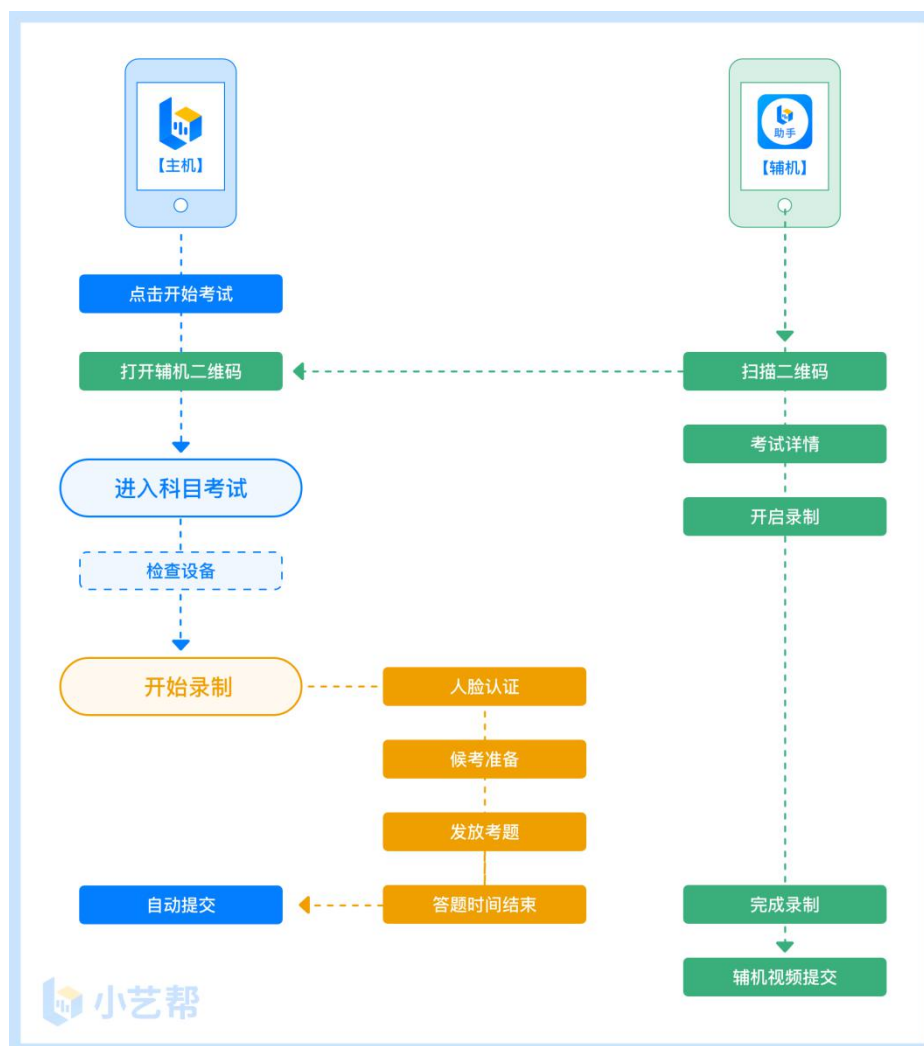 【主机】
助手
【辅机】
点击开始考试
打开辅机二维码
扫描二维码
考试详情
进入科目考试
开启录制
检查设备
开始录制
人脸认证
候考准备
发放考题
自动提交
答题时间结束
完成录制
辅机视频提交
小艺帮